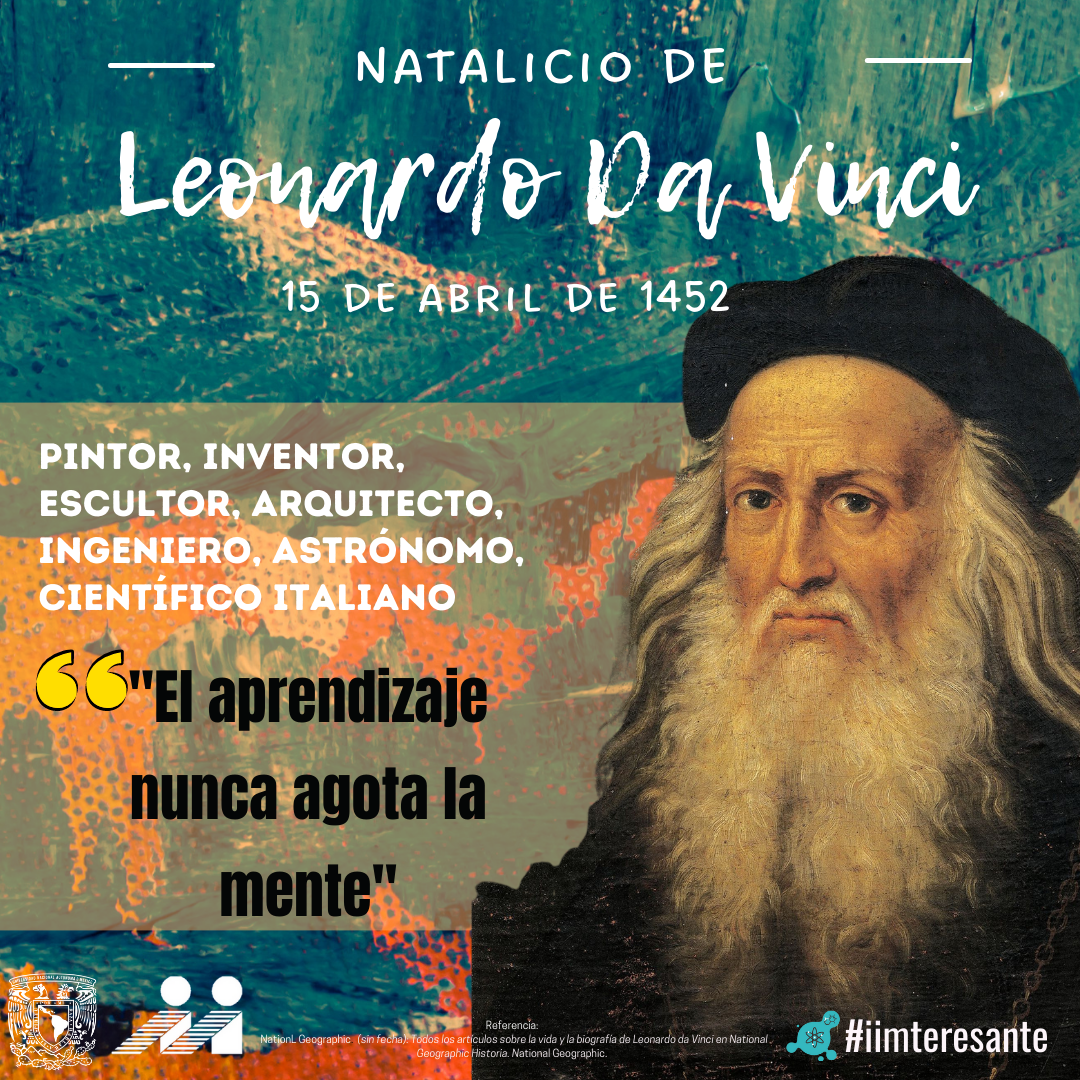 NATALICIO DE
Leonardo Da Vinci
15 DE ABRIL DE 1452
PINTOR, INVENTOR,
ESCULTOR, ARQUITECTO,
INGENIERO, ASTRÓNOMO,
CIENTÍFICO ITALIANO
“"El aprendizaje
nunca agota la
mente"
Referencia:
NationL Geographic (sin fecha). Todos los artículos sobre la vida y la biografía de Leonardo da Vinci en National
Geographic Historia. National Geographic.
#iimteresante